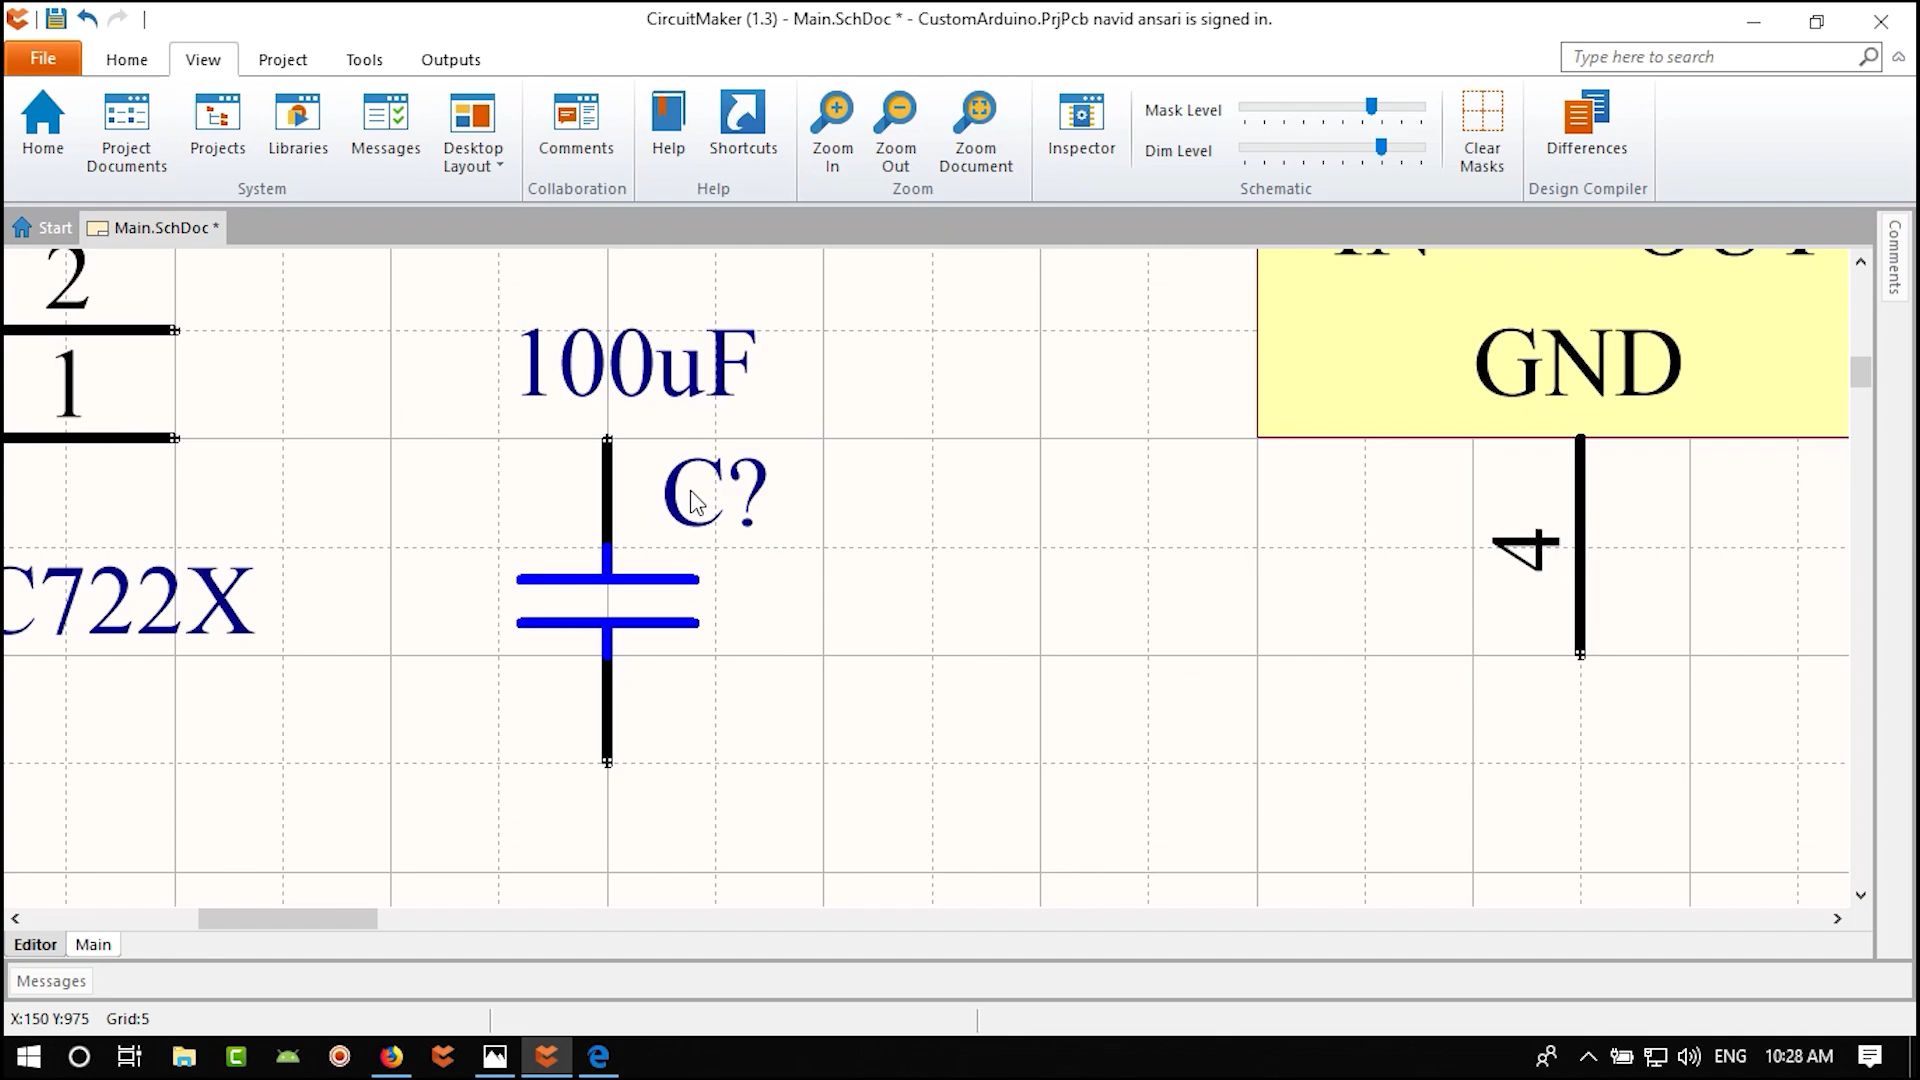 CircuitMaker (1.3) - Main.SchDoc * - CustomArduino.PrjPcb navid ansari is signed in.
File Home View Project Tools Outputs
Type here to search
Home Project Documents Projects Libraries Messages Desktop Layout
System
Comments
Collaboration
Help Shortcuts
Help
Zoom In Zoom Out Zoom Document
Zoom
Inspector
Mask Level
Dim Level
Clear Masks
Schematic
Differences
Design Compiler
Start Main.SchDoc *
Comments
2
1
100uF
C?
C722X
GND
4
Editor Main
Messages
X:150 Y:975 Grid:5
ENG 10:28 AM